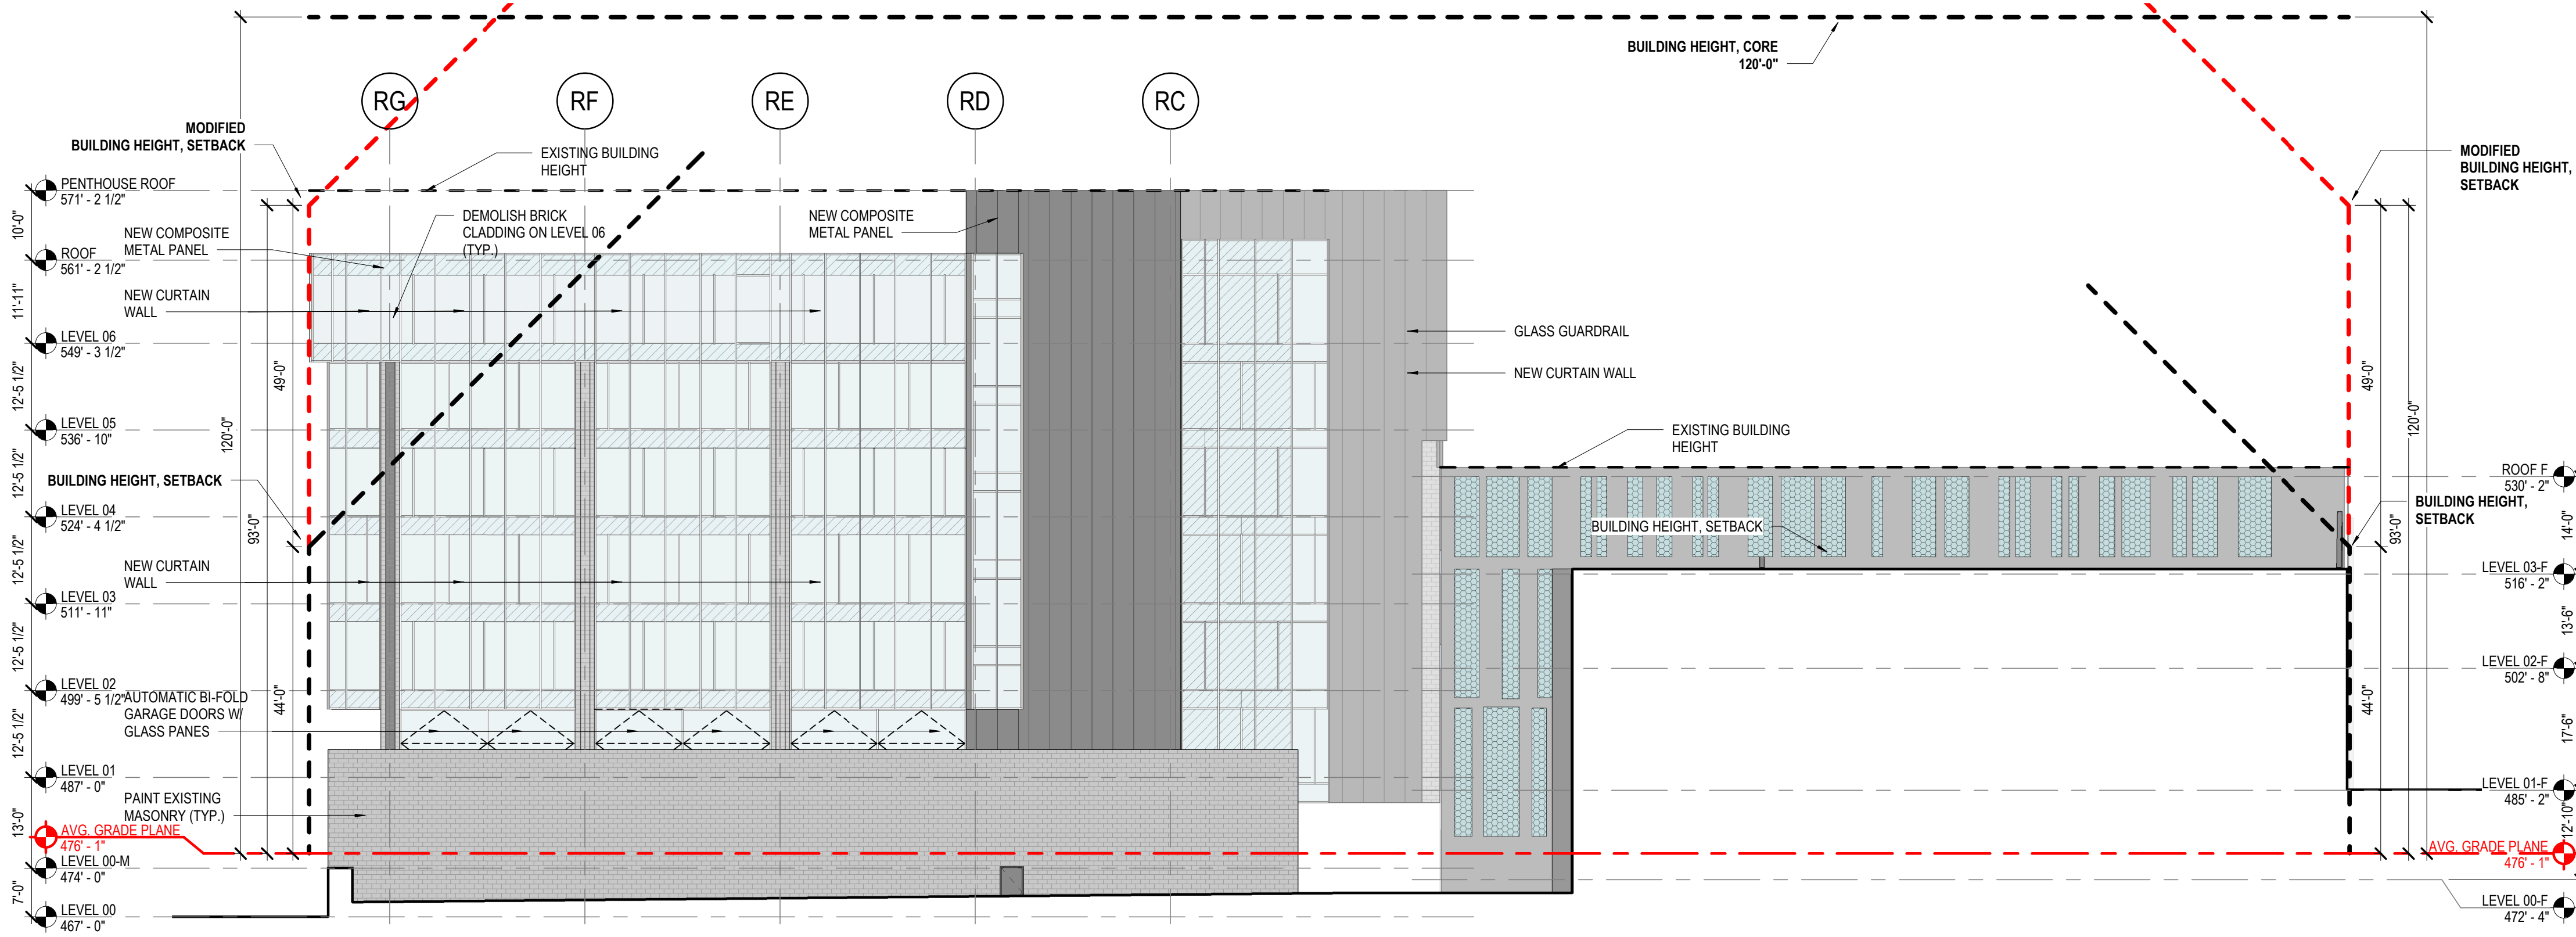 BUILDING HEIGHT, CORE
120'-0"
RG
RF
RE
RD
RC
MODIFIED
BUILDING HEIGHT, SETBACK
EXISTING BUILDING
HEIGHT
MODIFIED
BUILDING HEIGHT,
SETBACK
PENTHOUSE ROOF
571' - 2 1/2"
10'-0"
DEMOLISH BRICK
CLADDING ON LEVEL 06
(TYP.)
NEW COMPOSITE
METAL PANEL
NEW COMPOSITE
METAL PANEL
ROOF
561' - 2 1/2"
11'-11"
NEW CURTAIN
WALL
GLASS GUARDRAIL
LEVEL 06
549' - 3 1/2"
NEW CURTAIN WALL
12'-5 1/2"
49'-0"
49'-0"
120'-0"
120'-0"
LEVEL 05
536' - 10"
EXISTING BUILDING
HEIGHT
12'-5 1/2"
BUILDING HEIGHT, SETBACK
ROOF F
530' - 2"
BUILDING HEIGHT,
SETBACK
LEVEL 04
524' - 4 1/2"
BUILDING HEIGHT, SETBACK
93'-0"
93'-0"
14'-0"
12'-5 1/2"
NEW CURTAIN
WALL
LEVEL 03-F
516' - 2"
LEVEL 03
511' - 11"
12'-5 1/2"
13'-6"
LEVEL 02-F
502' - 8"
LEVEL 02
499' - 5 1/2"
AUTOMATIC BI-FOLD
GARAGE DOORS W/
GLASS PANES
44'-0"
44'-0"
12'-5 1/2"
17'-6"
LEVEL 01
487' - 0"
LEVEL 01-F
485' - 2"
PAINT EXISTING
MASONRY (TYP.)
13'-0"
12'-10"
AVG. GRADE PLANE
476' - 1"
AVG. GRADE PLANE
476' - 1"
LEVEL 00-M
474' - 0"
7'-0"
LEVEL 00
467' - 0"
LEVEL 00-F
472' - 4"